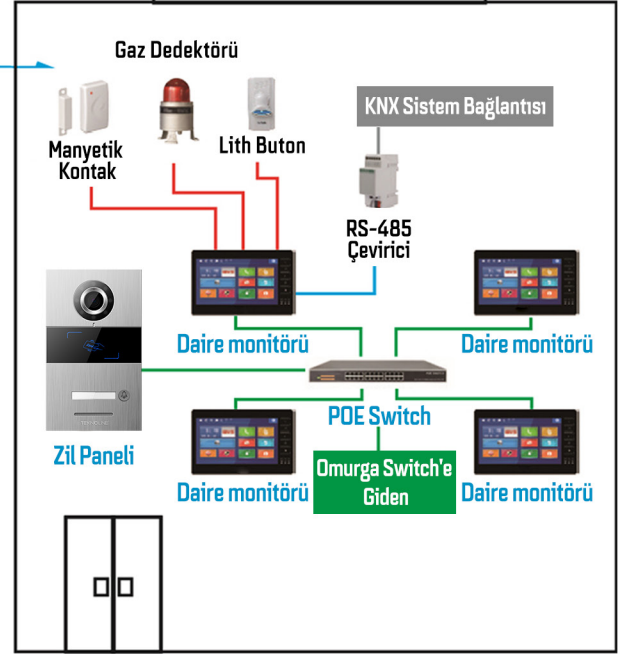 Gaz Dedektörü
Manyetik
Kontak
Lith Buton
KNX Sistem Bağlantısı
RS-485
Çevirici
Daire monitörü
Daire monitörü
POE Switch
Zil Paneli
Daire monitörü
Omurga Switch'e
Giden
Daire monitörü